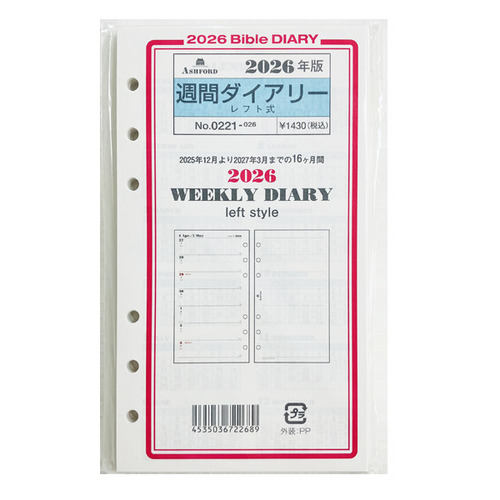 2026 Bible DIARY
ASHFORD
2026年版
週間ダイアリー
レフト式
No.0221-026
¥1430(税込)
2025年12月より2027年3月までの16ヶ月間
2026
WEEKLY DIARY
left style
4535036722689
プラ
外装:PP